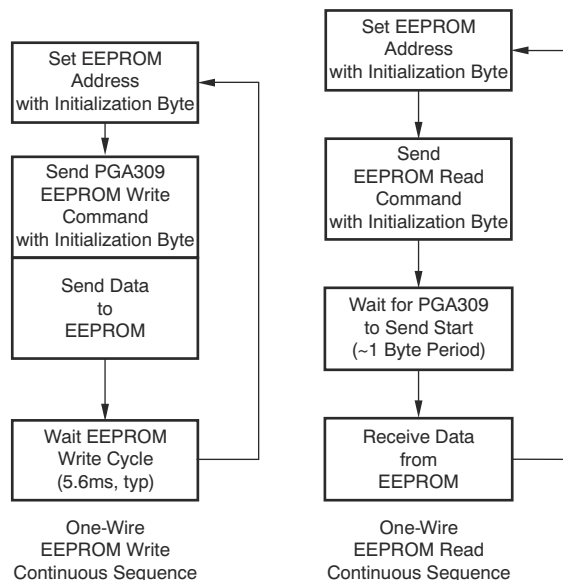 Set EEPROM
Address
with Initialization Byte
Send PGA309
EEPROM Write
Command
with Initialization Byte
Send Data
to
EEPROM
Wait EEPROM
Write Cycle
(5.6ms, typ)
One-Wire
EEPROM Write
Continuous Sequence
Set EEPROM
Address
with Initialization Byte
Send
EEPROM Read
Command
with Initialization Byte
Wait for PGA309
to Send Start
(~1 Byte Period)
Receive Data
from
EEPROM
One-Wire
EEPROM Read
Continuous Sequence